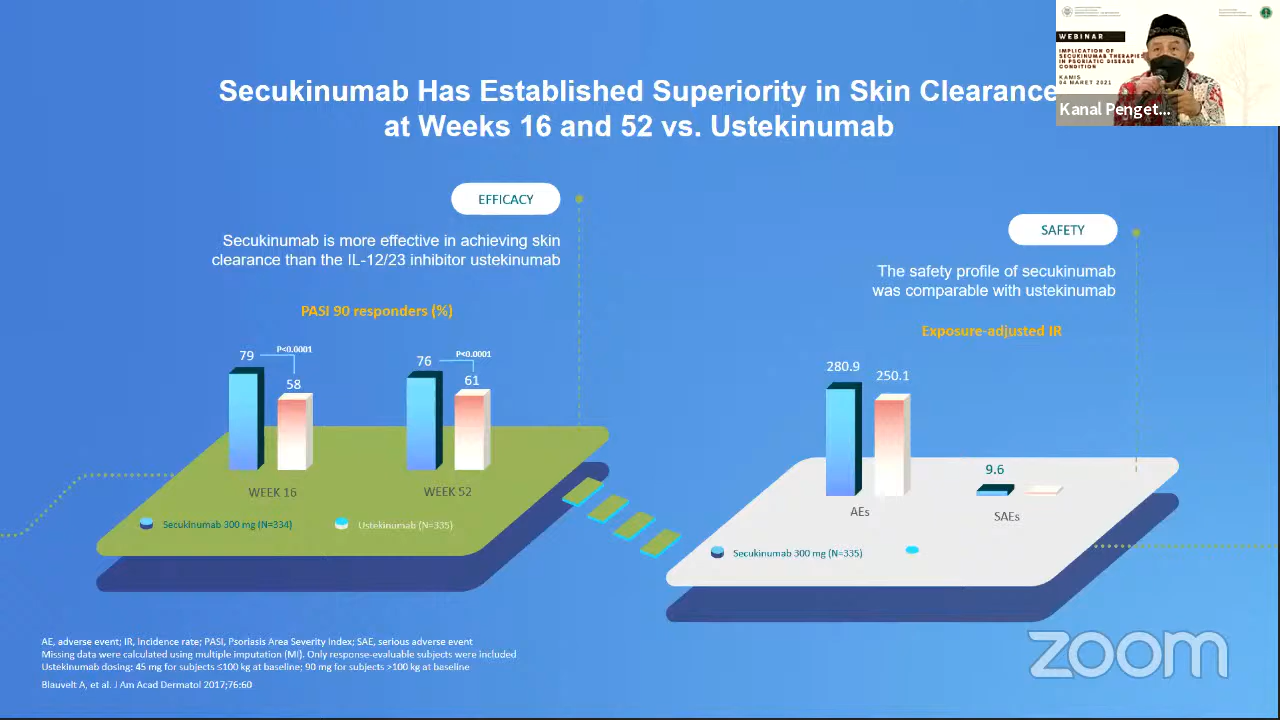 Secukinumab Has Established Superiority in Skin Clearance
at Weeks 16 and 52 vs. Ustekinumab
WEBINAR
IMPLICATION OF
SECUKINUMAB THERAPIES
IN PSORIATIC DISEASE
CONDITION
KAMIS
04 MARET 2021
Kanal Penget...
EFFICACY
Secukinumab is more effective in achieving skin
clearance than the IL-12/23 inhibitor ustekinumab
PASI 90 responders (%)
79
P<0.0001
58
76
P<0.0001
61
WEEK 16
WEEK 52
Secukinumab 300 mg (N=334)
Ustekinumab (N=335)
SAFETY
The safety profile of secukinumab
was comparable with ustekinumab
Exposure-adjusted IR
280.9
250.1
9.6
AEs
SAEs
Secukinumab 300 mg (N=335)
AE, adverse event; IR, Incidence rate; PASI, Psoriasis Area Severity Index; SAE, serious adverse event
Missing data were calculated using multiple imputation (MI). Only response-evaluable subjects were included
Ustekinumab dosing: 45 mg for subjects ≤100 kg at baseline; 90 mg for subjects >100 kg at baseline
Blauvelt A, et al. J Am Acad Dermatol 2017;76:60
zoom